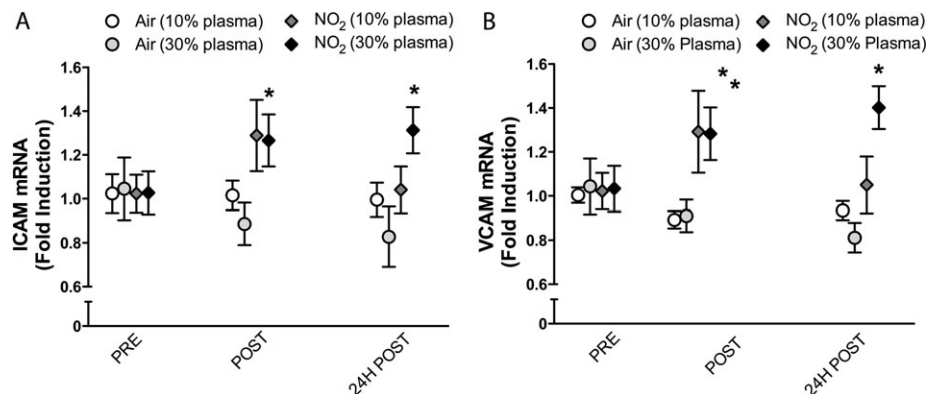 A
Air (10% plasma) NO2 (10% plasma)
Air (30% plasma) NO2 (30% plasma)
ICAM mRNA
(Fold Induction)
1.6
1.4
1.2
1.0
0.8
0.6
0
* *
PRE POST 24H POST
B
Air (10% plasma) NO2 (10% plasma)
Air (30% Plasma) NO2 (30% Plasma)
VCAM mRNA
(Fold Induction)
1.6
1.4
1.2
1.0
0.8
0.6
0
* * *
PRE POST 24H POST